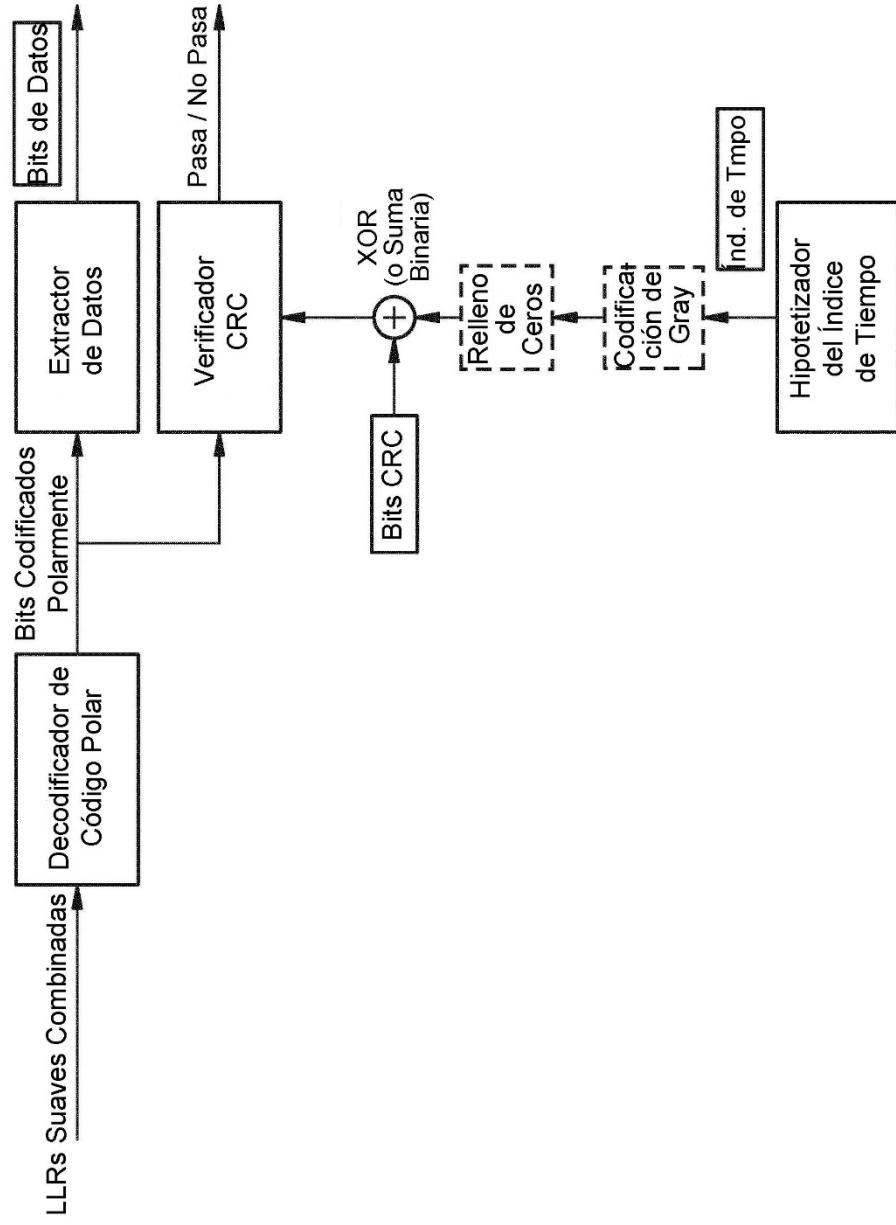 LLRs Suaves Combinadas
Decodificador de
Código Polar
Bits Codificados
Polarmente
Extractor
de Datos
Bits de Datos
Verificador
CRC
Pasa / No Pasa
Bits CRC
XOR
(o Suma
Binaria)
Relleno
de
Ceros
Codifica-
ción del
Gray
Índ. de Tmpo
Hipotetizador
del Índice
de Tiempo